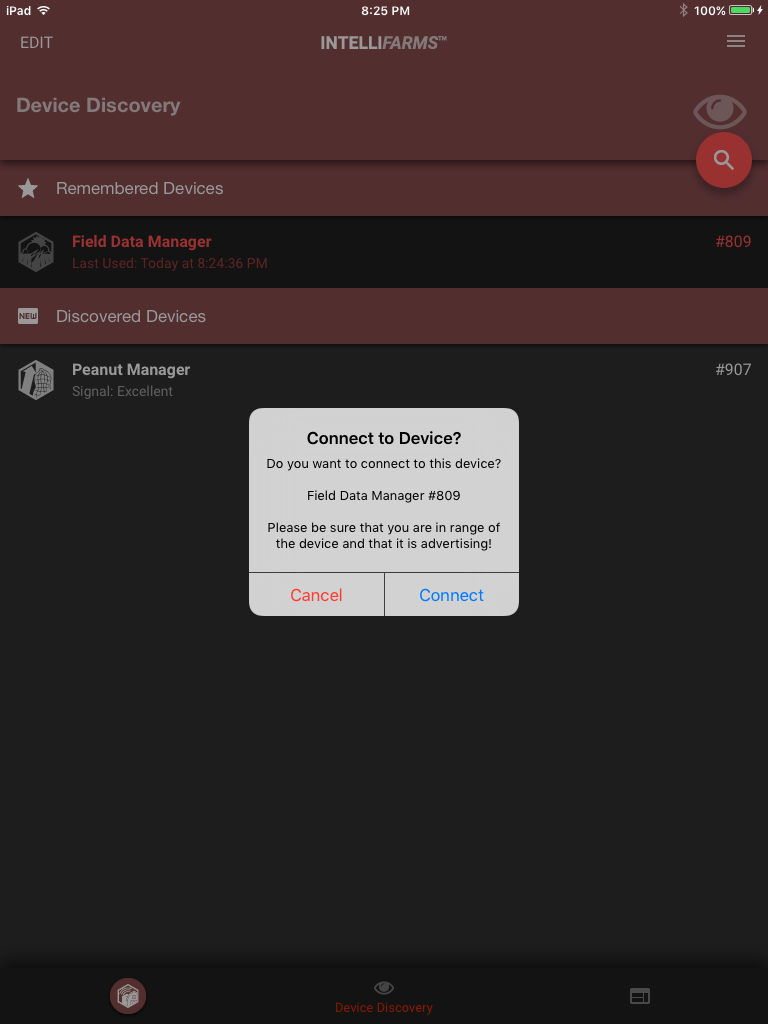 iPad 8:25 PM 100%
EDIT INTELLIFARMS™
Device Discovery
Remembered Devices
Field Data Manager #809
Last Used: Today at 8:24:36 PM
NEW Discovered Devices
Peanut Manager #907
Signal: Excellent
Connect to Device?
Do you want to connect to this device?
Field Data Manager #809
Please be sure that you are in range of
the device and that it is advertising!
Cancel Connect
Device Discovery